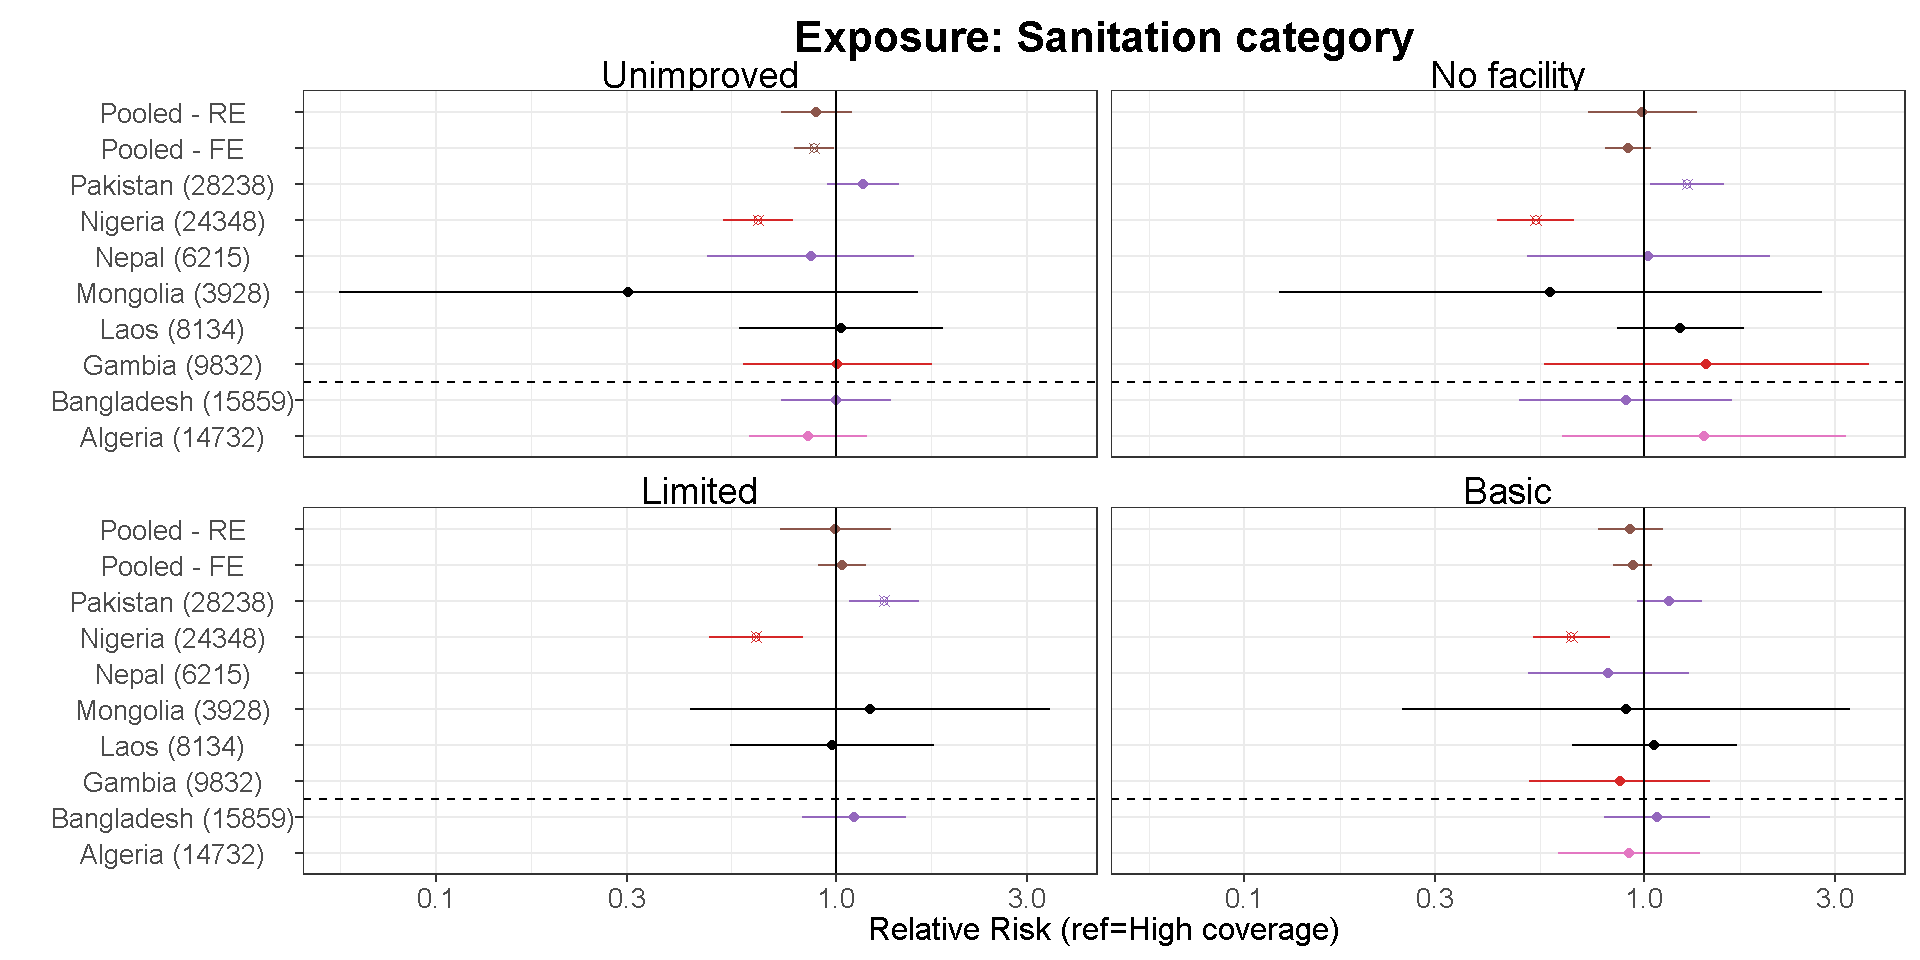 Exposure: Sanitation category
Unimproved
No facility
Pooled - RE
Pooled - FE
Pakistan (28238)
Nigeria (24348)
Nepal (6215)
Mongolia (3928)
Laos (8134)
Gambia (9832)
Bangladesh (15859)
Algeria (14732)
Limited
Basic
Pooled - RE
Pooled - FE
Pakistan (28238)
Nigeria (24348)
Nepal (6215)
Mongolia (3928)
Laos (8134)
Gambia (9832)
Bangladesh (15859)
Algeria (14732)
0.1 0.3 1.0 3.0 0.1 0.3 1.0 3.0
Relative Risk (ref=High coverage)